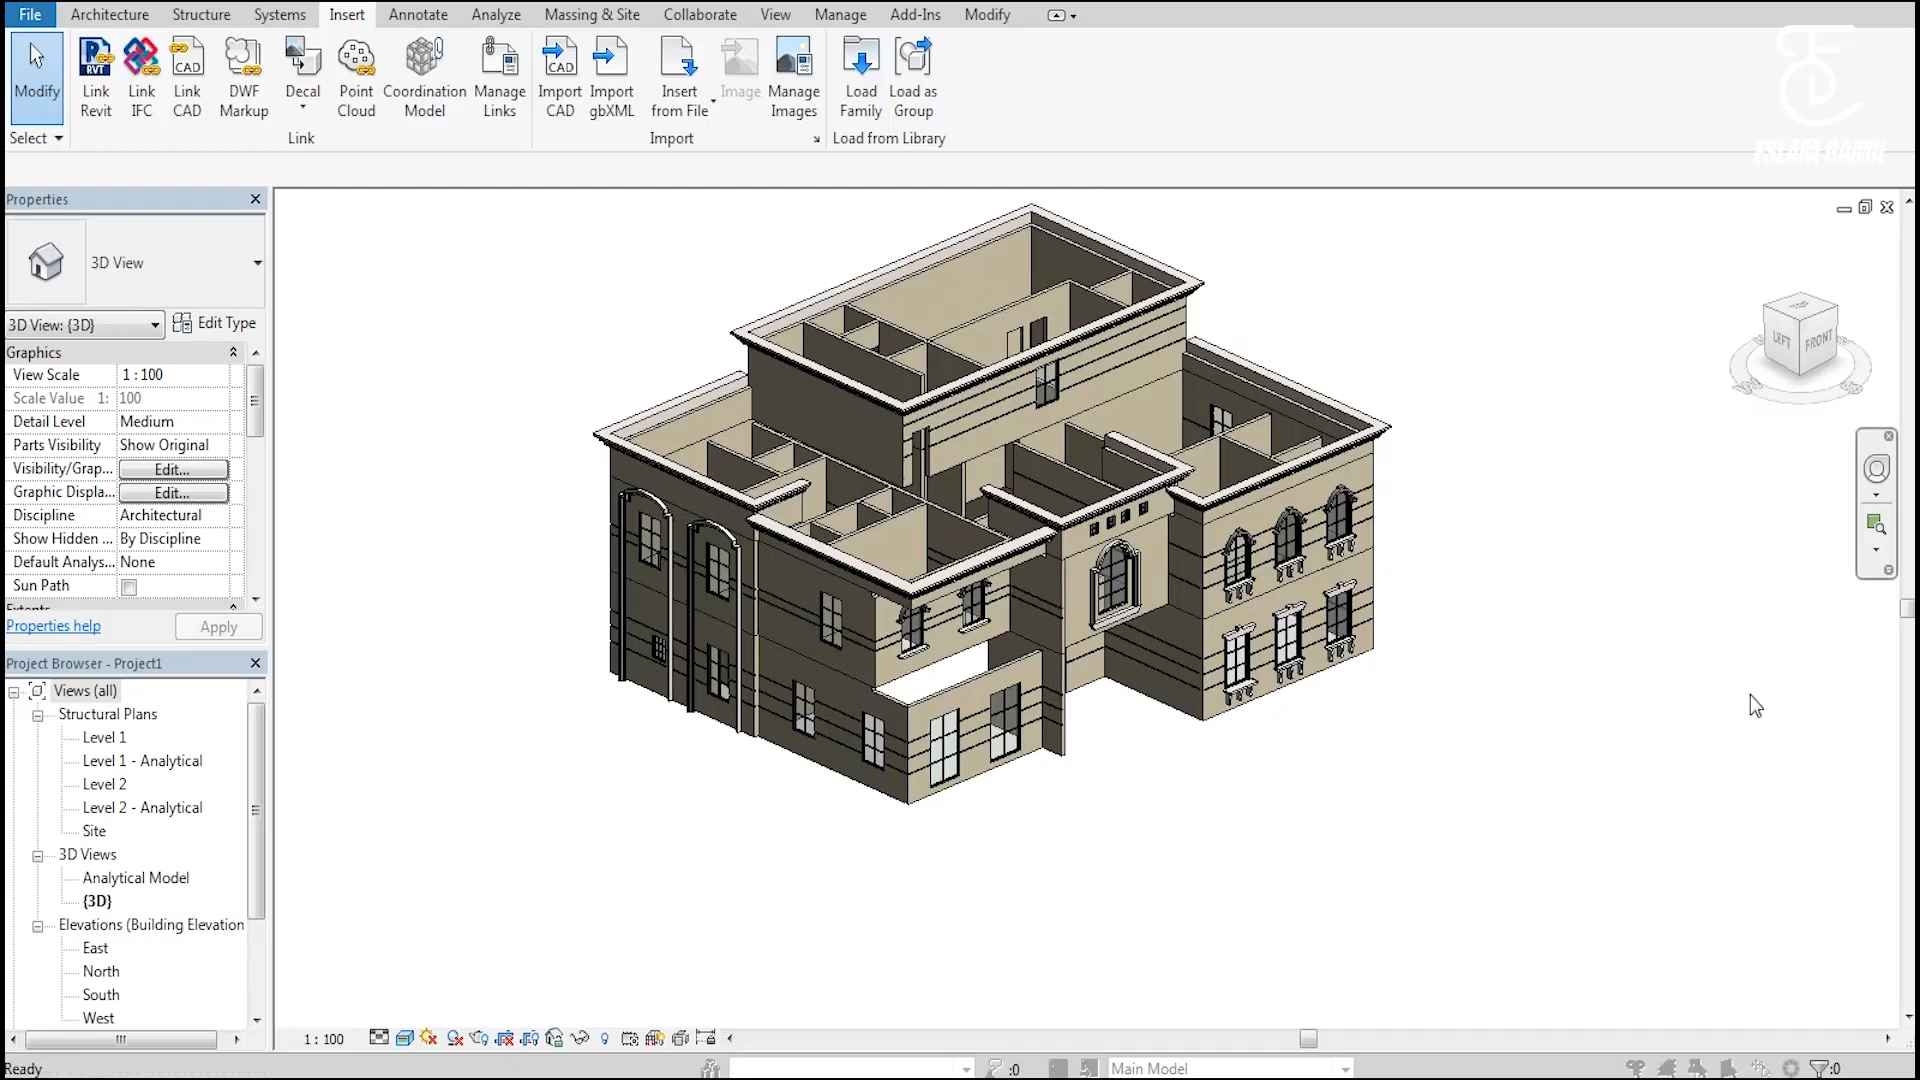 File Architecture Structure Systems Insert Annotate Analyze Massing & Site Collaborate View Manage Add-Ins Modify
Modify
Link Revit
Link IFC
Link CAD
DWF Markup
Decal
Point Cloud
Coordination Model
Manage Links
Import CAD
Import gbXML
Insert from File
Image
Manage Images
Load Family
Load as Group
Select Link Import Load from Library
ESLAM GAMIL
Properties
3D View
3D View: {3D} Edit Type
Graphics
View Scale 1 : 100
Scale Value 1: 100
Detail Level Medium
Parts Visibility Show Original
Visibility/Grap... Edit...
Graphic Displa... Edit...
Discipline Architectural
Show Hidden ... By Discipline
Default Analys... None
Sun Path
Extents
Properties help Apply
Project Browser - Project1
Views (all)
Structural Plans
Level 1
Level 1 - Analytical
Level 2
Level 2 - Analytical
Site
3D Views
Analytical Model
{3D}
Elevations (Building Elevation
East
North
South
West
TOP
LEFT FRONT
1 : 100
Ready :0 Main Model :0